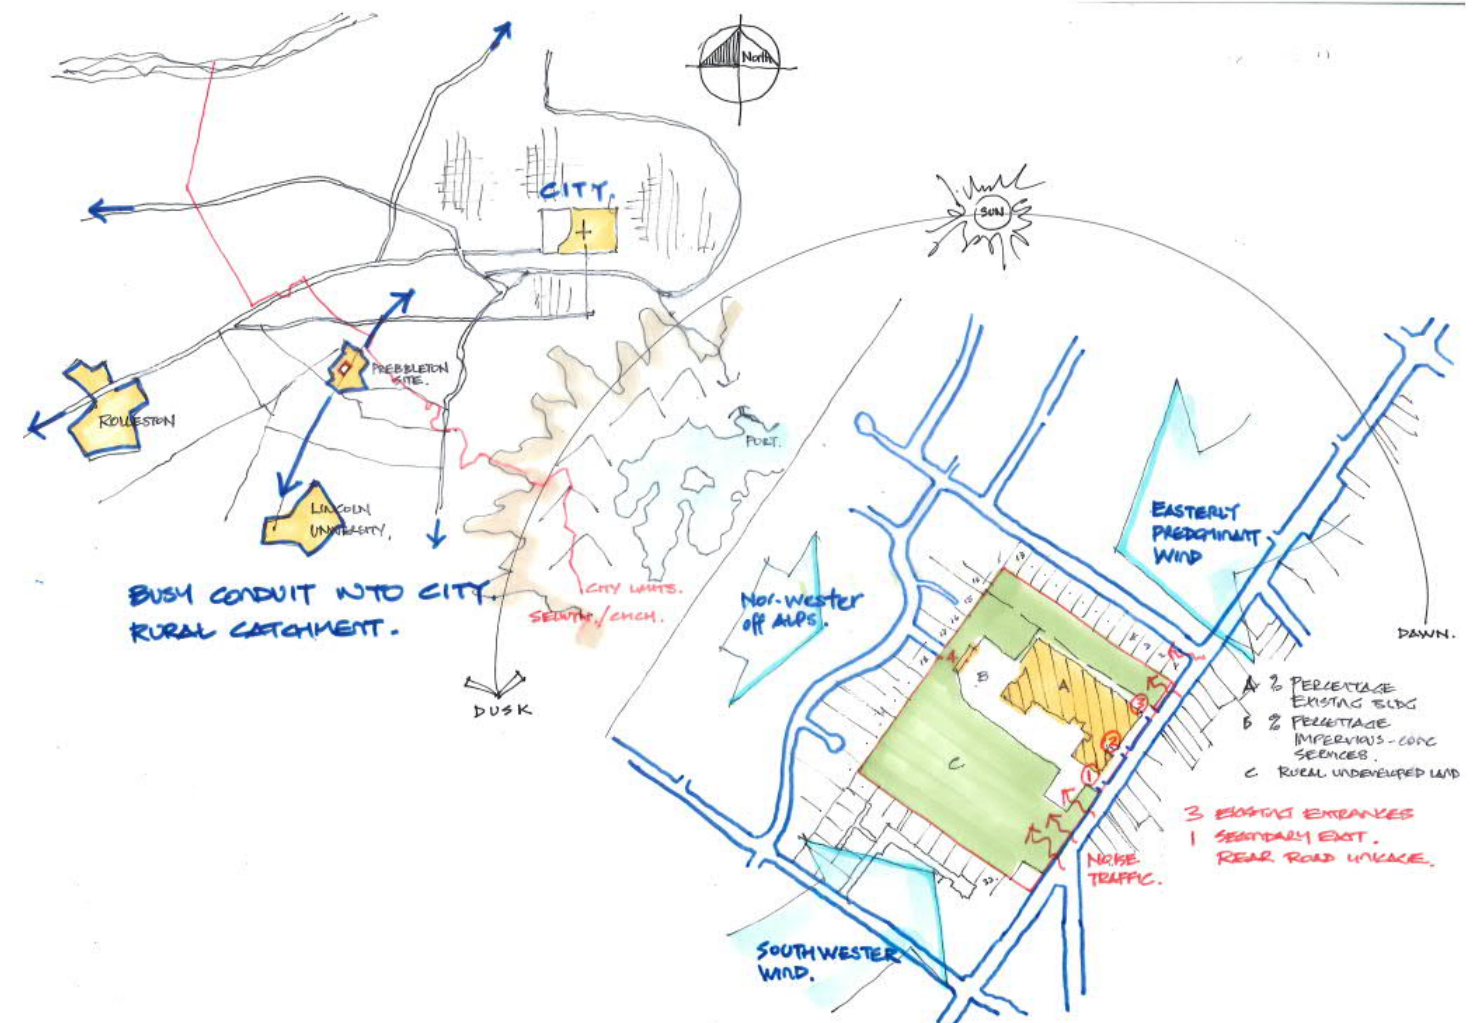 North
CITY.
SUN
PREBBLETON
SITE.
ROLLESTON
PORT.
LINCOLN
UNIVERSITY.
EASTERLY
PREDOMINANT
WIND
BUSY CONDUIT INTO CITY.
RURAL CATCHMENT.
CITY LIMITS.
SELWYN./CHCH.
NOR-WESTER
OFF ALPS.
DAWN.
DUSK
A
B
C
1
2
3
4
A % PERCENTAGE
EXISTING BLDG
B % PERCENTAGE
IMPERVIOUS-CONC
SERVICES.
C RURAL UNDEVELOPED LAND
3 EXISTING ENTRANCES
1 SECONDARY EXIT.
REAR ROAD LINKAGE.
NOISE
TRAFFIC.
SOUTHWESTER
WIND.